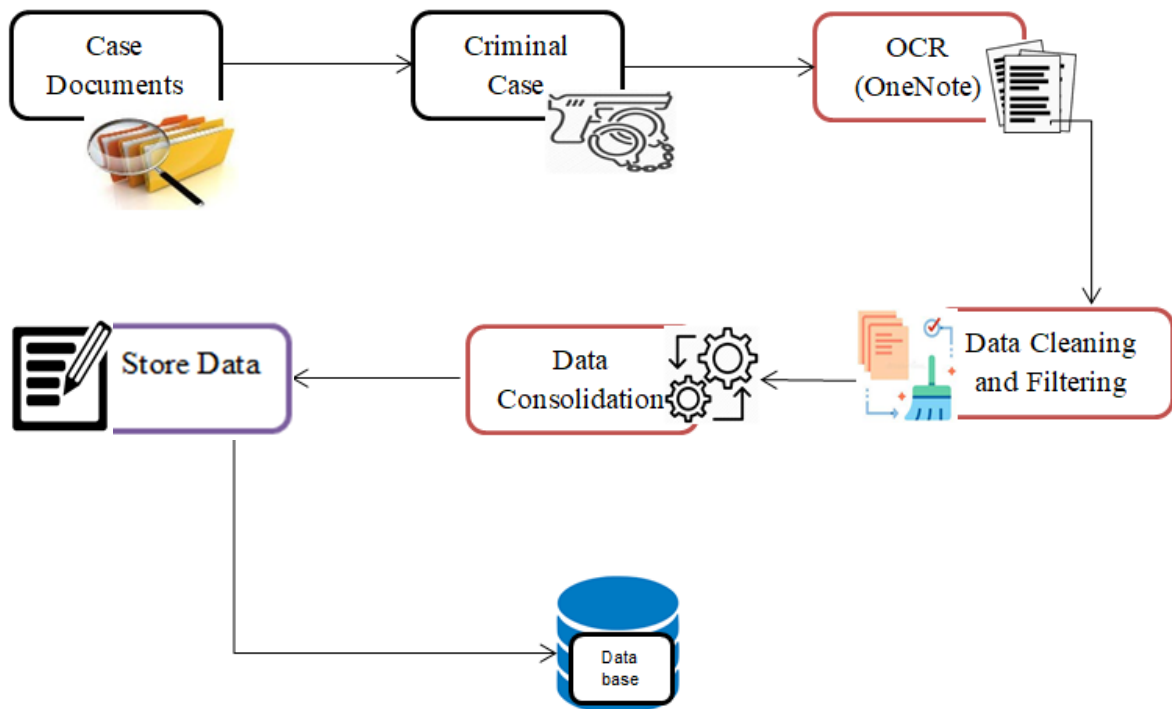 Case
Documents
Criminal
Case
OCR
(OneNote)
Data Cleaning
and Filtering
Data
Consolidation
Store Data
Data
base